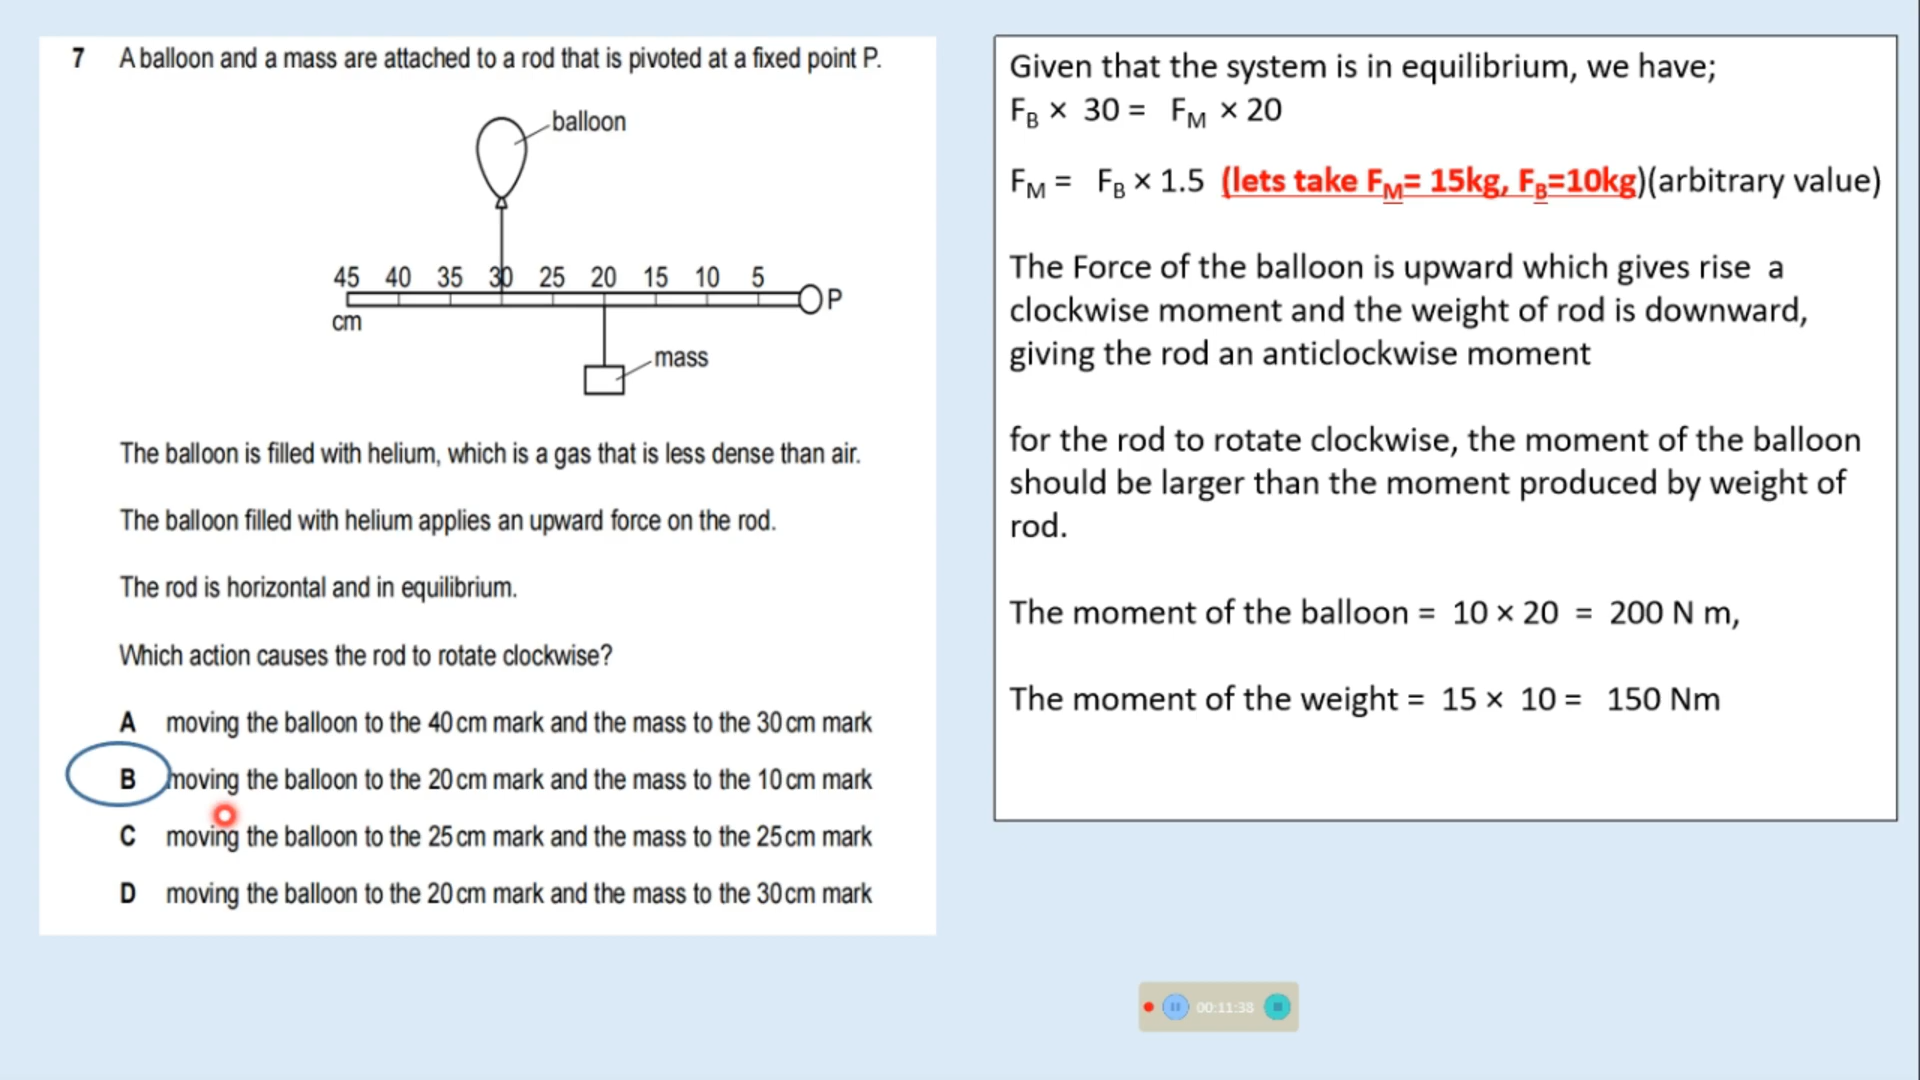 7 A balloon and a mass are attached to a rod that is pivoted at a fixed point P.
balloon
45 40 35 30 25 20 15 10 5
P
cm
mass
The balloon is filled with helium, which is a gas that is less dense than air.
The balloon filled with helium applies an upward force on the rod.
The rod is horizontal and in equilibrium.
Which action causes the rod to rotate clockwise?
A moving the balloon to the 40 cm mark and the mass to the 30 cm mark
B moving the balloon to the 20 cm mark and the mass to the 10 cm mark
C moving the balloon to the 25 cm mark and the mass to the 25 cm mark
D moving the balloon to the 20 cm mark and the mass to the 30 cm mark
Given that the system is in equilibrium, we have;
F_B × 30 = F_M × 20
F_M = F_B × 1.5 (lets take F_M= 15kg, F_B=10kg)(arbitrary value)
The Force of the balloon is upward which gives rise a
clockwise moment and the weight of rod is downward,
giving the rod an anticlockwise moment
for the rod to rotate clockwise, the moment of the balloon
should be larger than the moment produced by weight of
rod.
The moment of the balloon = 10 × 20 = 200 N m,
The moment of the weight = 15 × 10 = 150 Nm
00:11:38